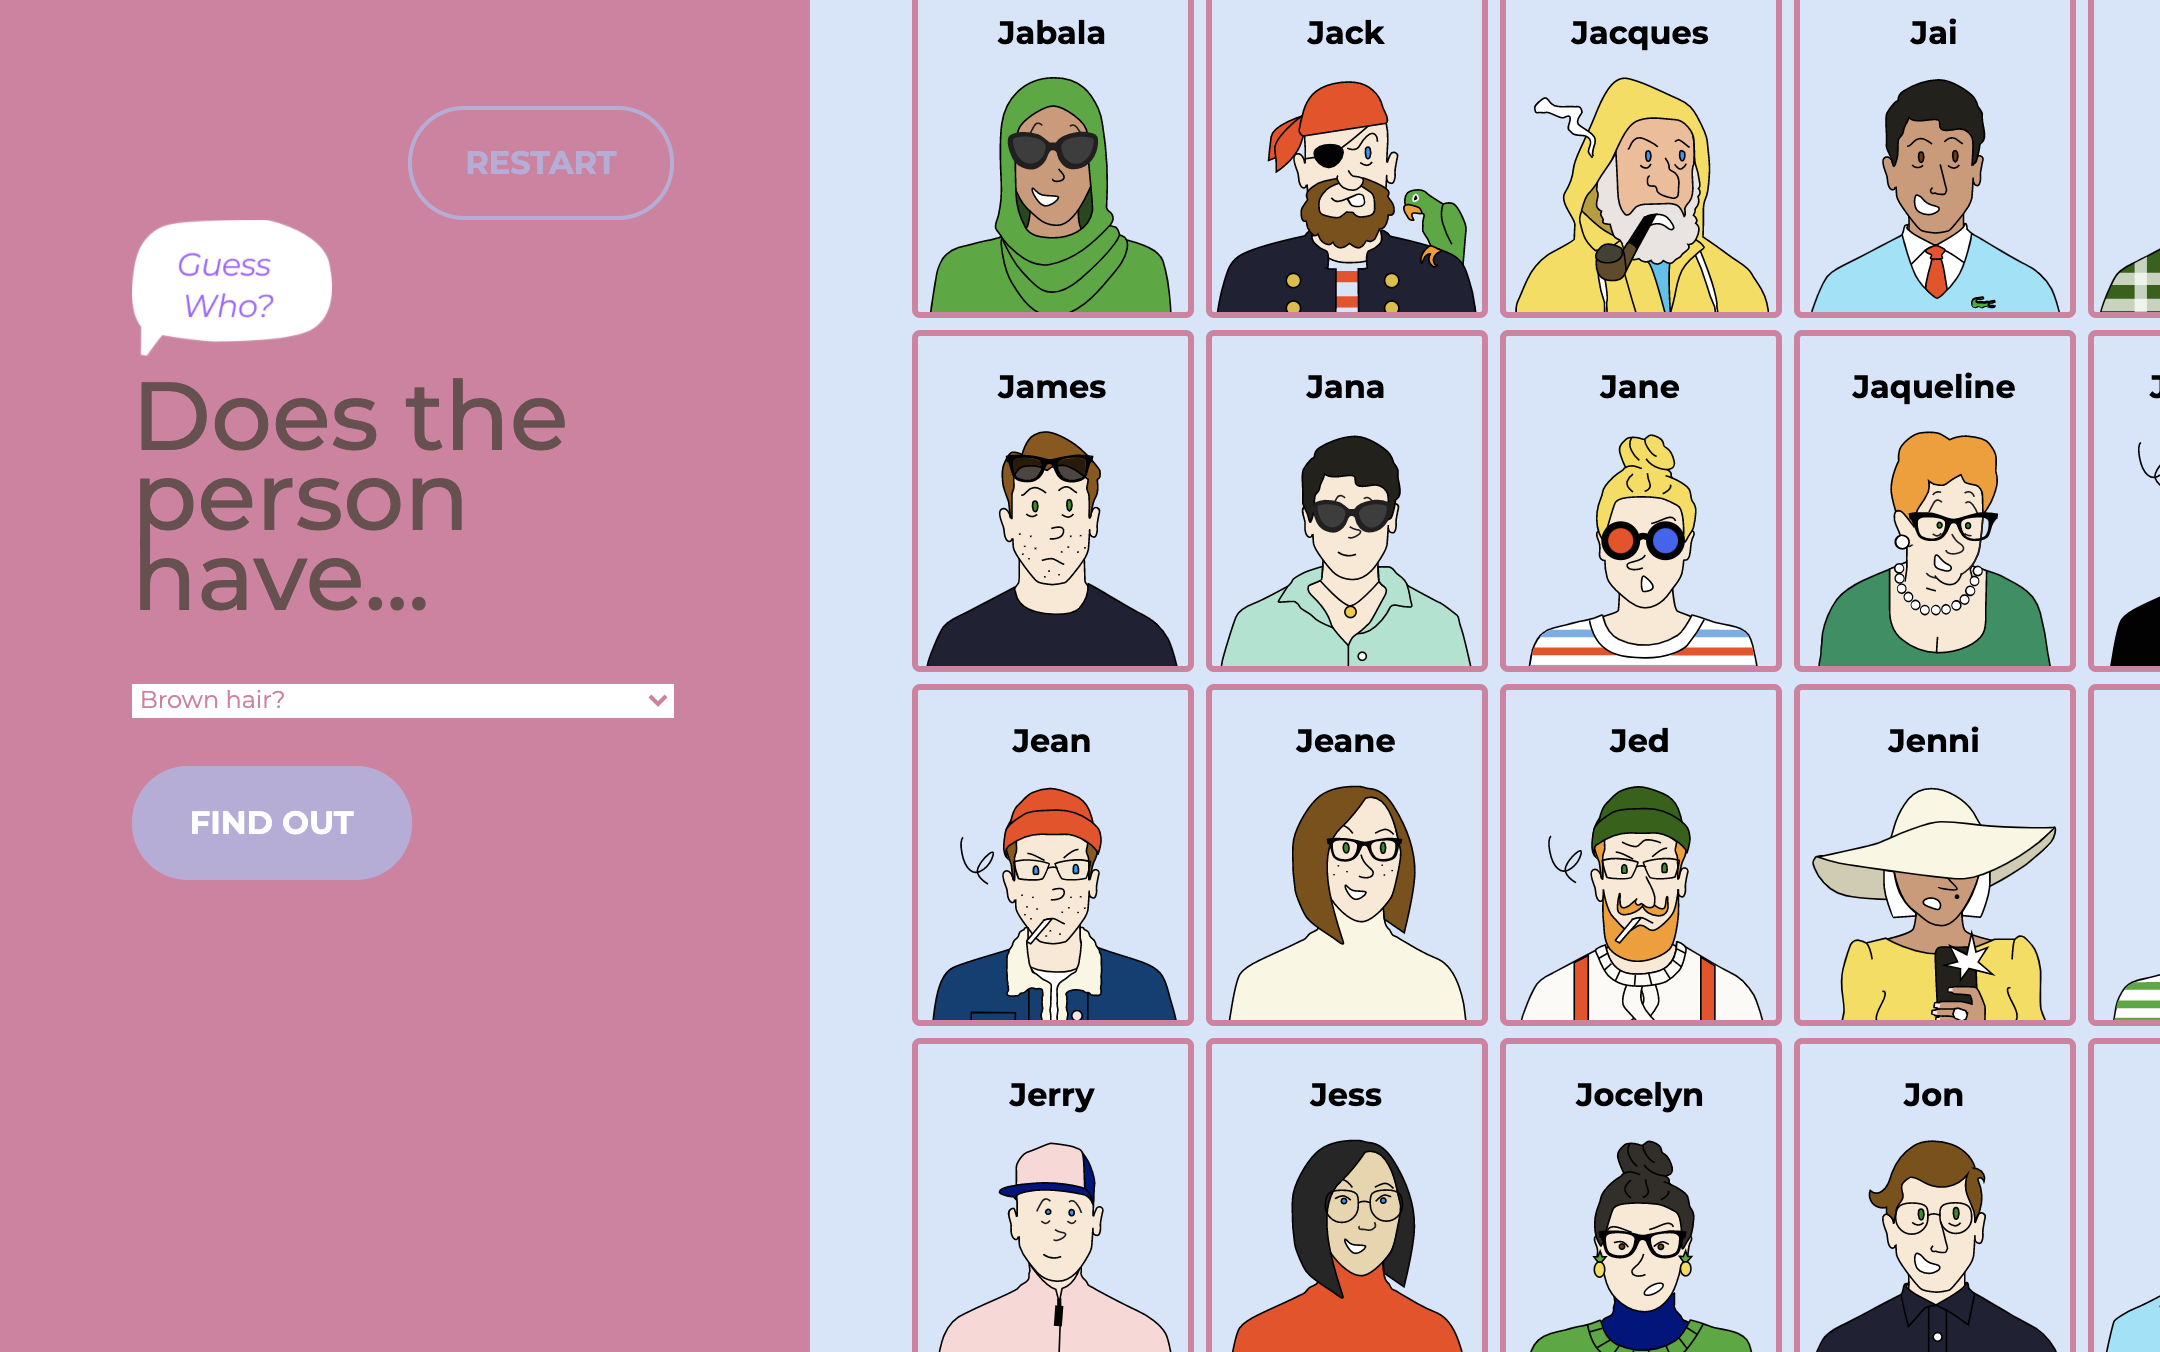 RESTART
Guess
Who?
Does the
person
have...
Brown hair?
FIND OUT
Jabala
Jack
Jacques
Jai
James
Jana
Jane
Jaqueline
Jean
Jeane
Jed
Jenni
Jerry
Jess
Jocelyn
Jon